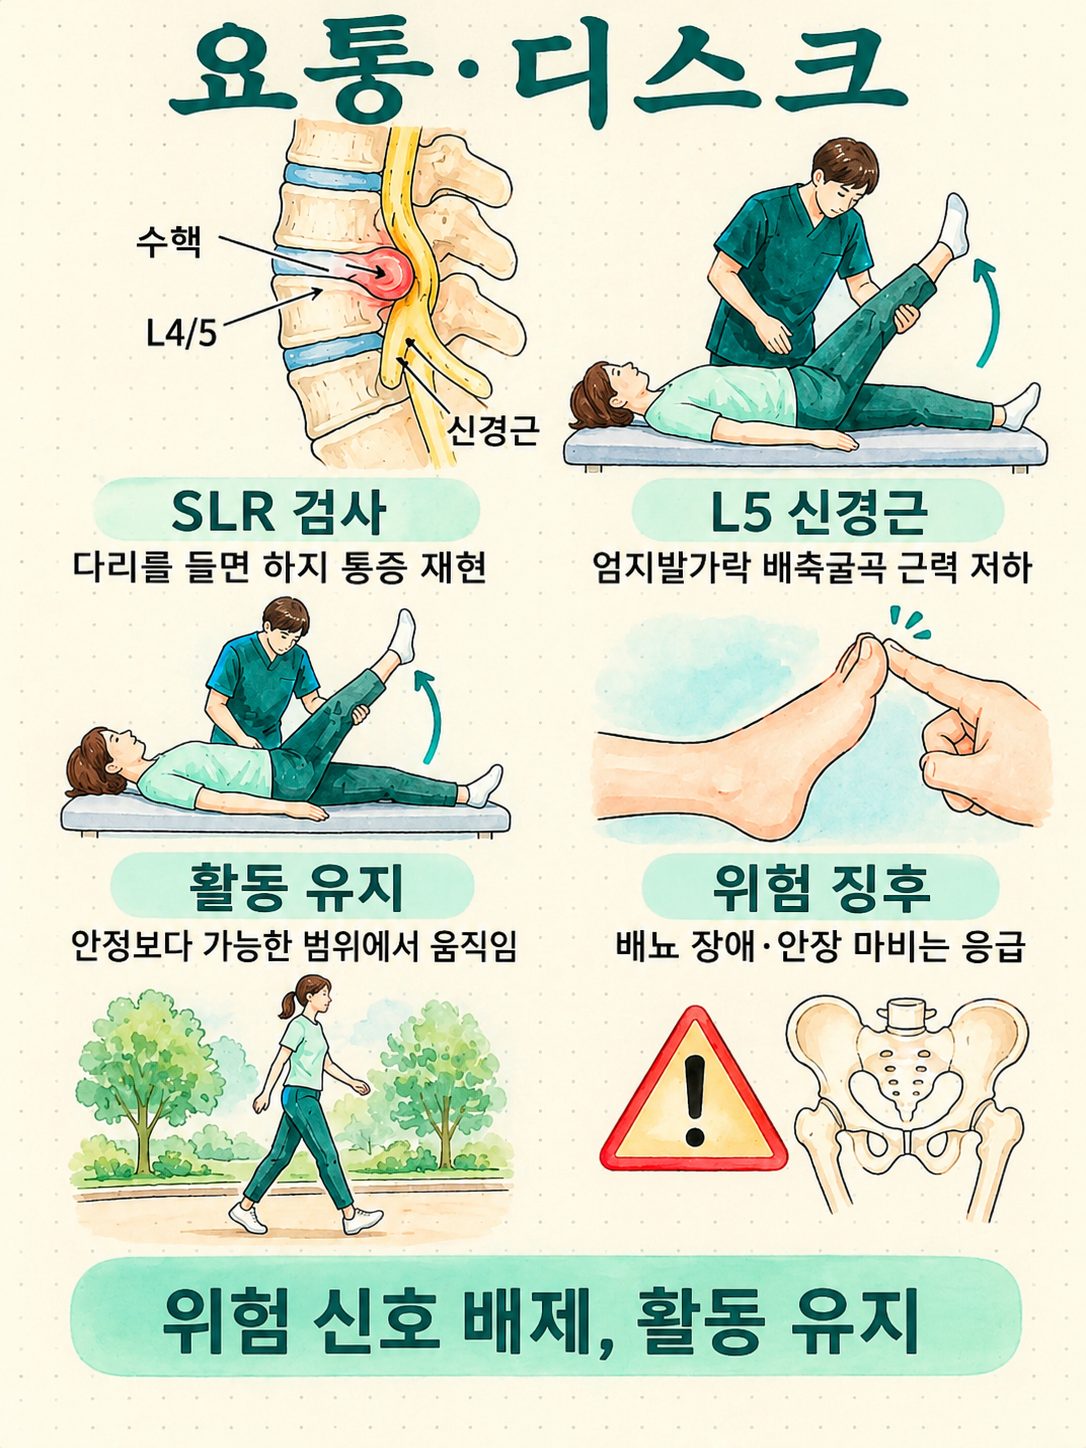 요통·디스크
수핵
L4/5
신경근
SLR 검사
다리를 들면 하지 통증 재현
L5 신경근
엄지발가락 배측굴곡 근력 저하
활동 유지
안정보다 가능한 범위에서 움직임
위험 징후
배뇨 장애·안장 마비는 응급
위험 신호 배제, 활동 유지